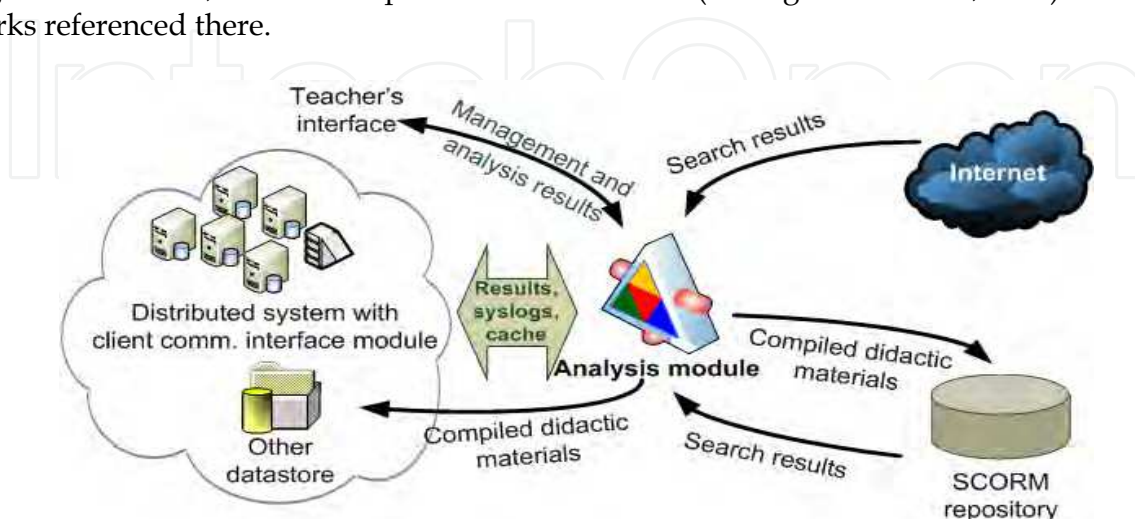 rks referenced there.
Teacher's
interface
Management and
analysis results
Search results
Internet
Distributed system with
client comm. interface module
Results,
syslogs,
cache
Analysis module
Compiled didactic
materials
Other
datastore
Compiled didactic
materials
Search results
SCORM
repository